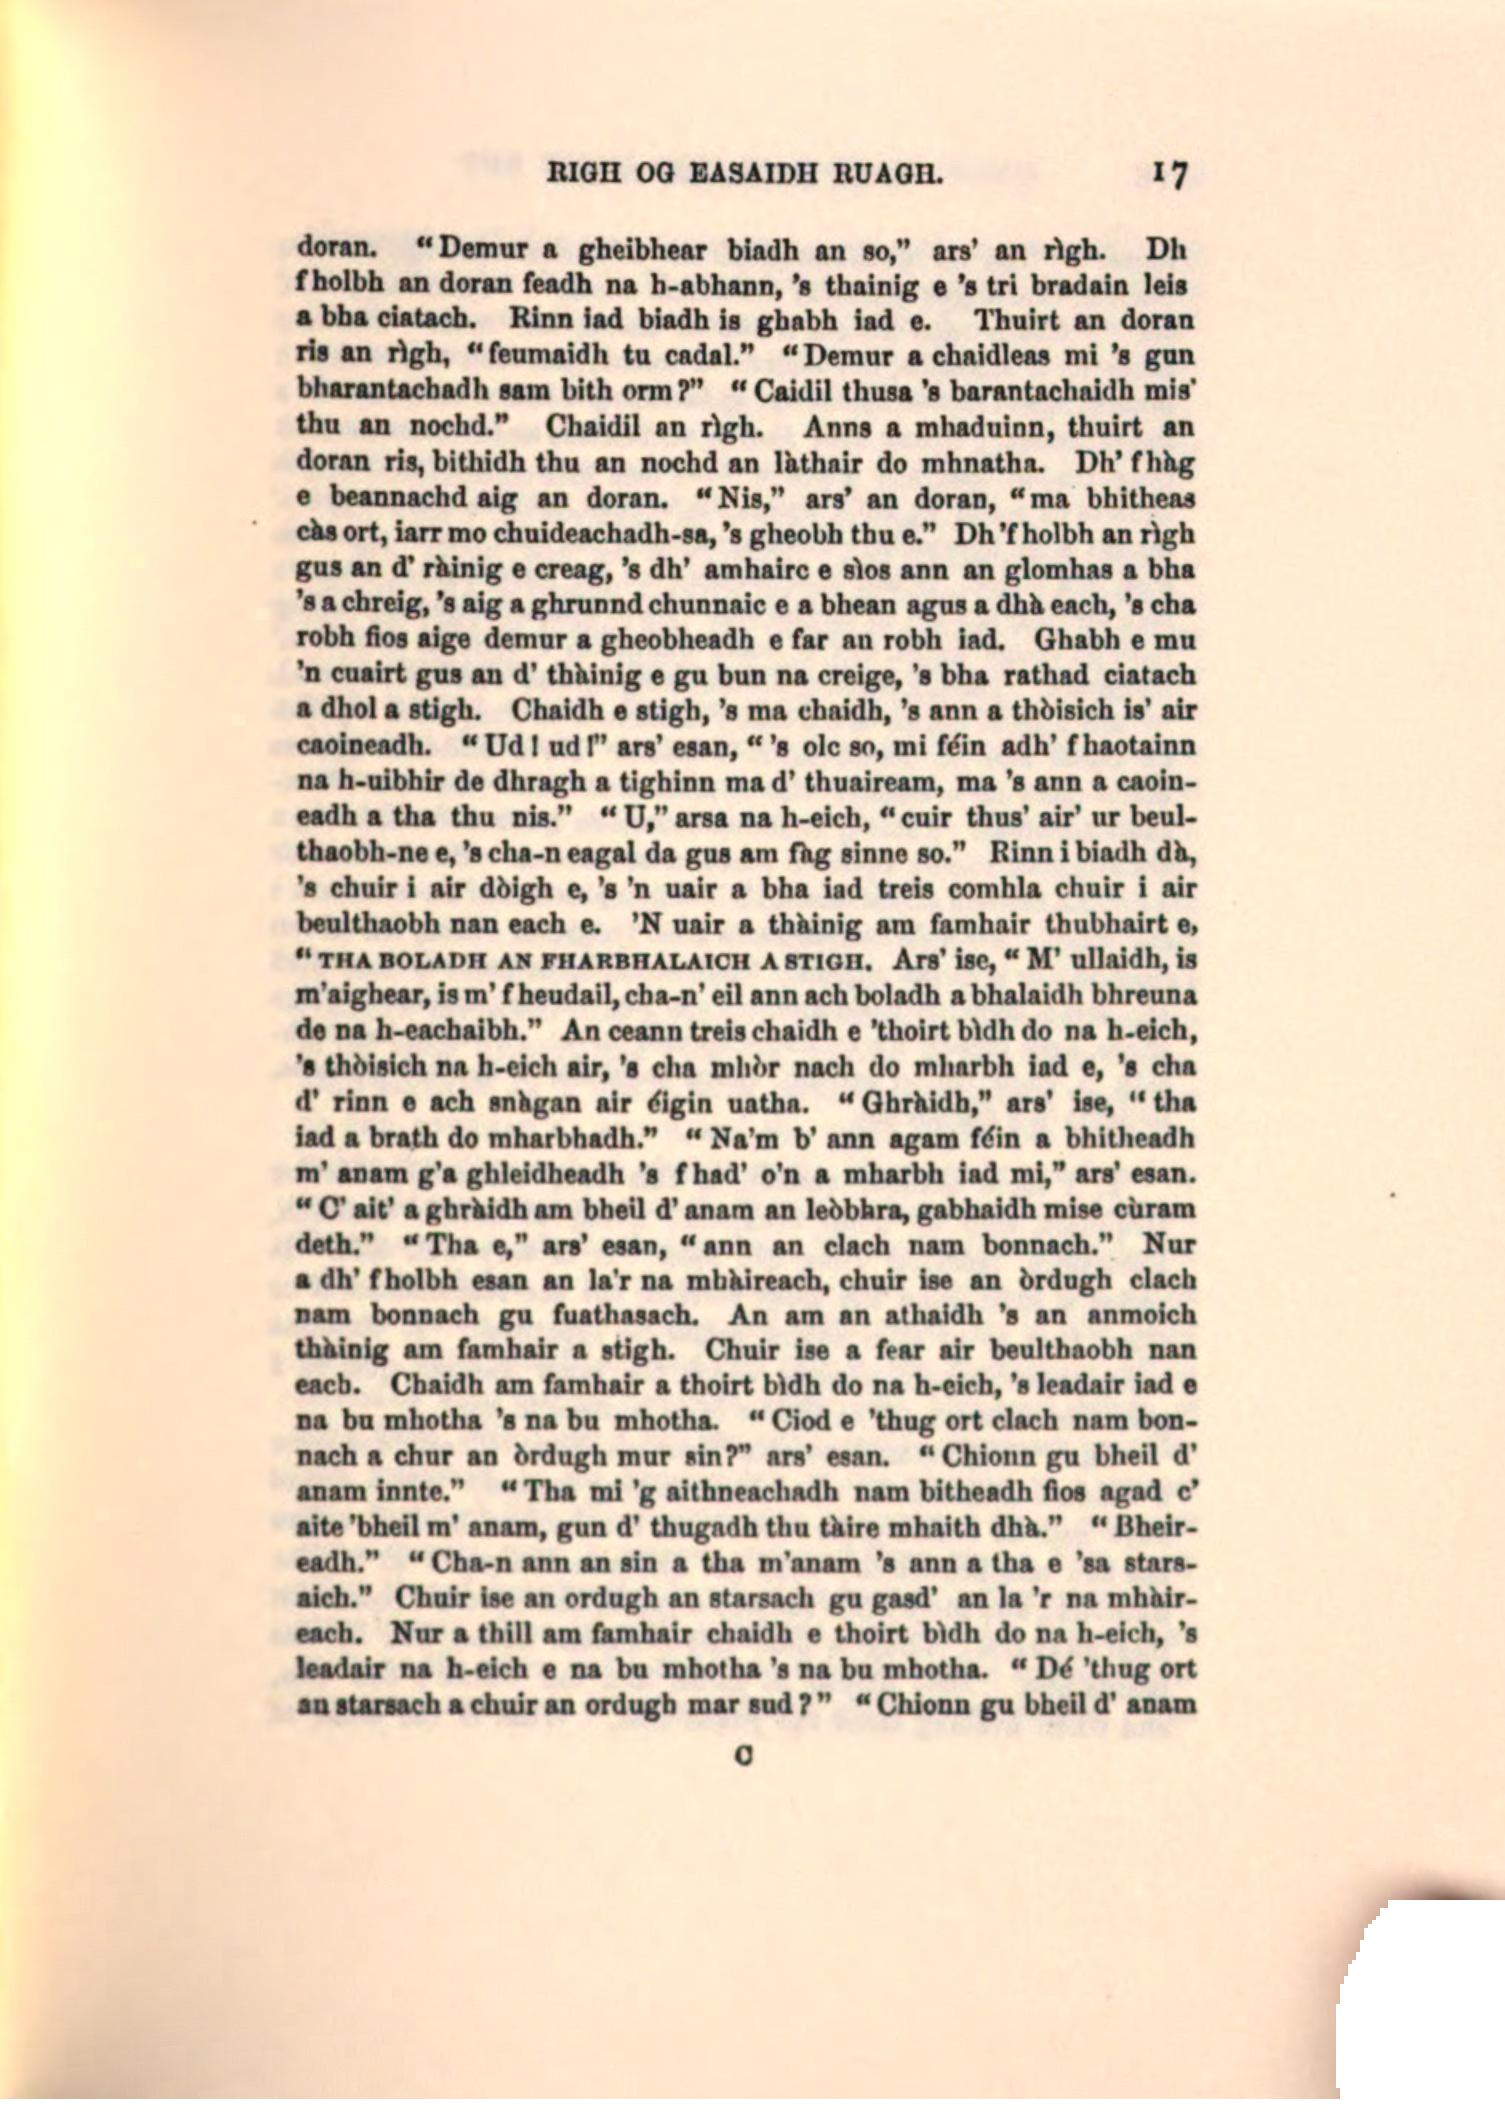 RIGH OG EASAIDH RUAGH. 17
doran. “Demur a gheibhear biadh an so,” ars’ an rìgh. Dh
fholbh an doran feadh na h-abhann, ’s thainig e ’s tri bradain leis
a bha ciatach. Rinn iad biadh is ghabh iad e. Thuirt an doran
ris an rìgh, “feumaidh tu cadal.” “Demur a chaidleas mi ’s gun
bharantachadh sam bith orm?” “Caidil thusa ’s barantachaidh mis’
thu an nochd.” Chaidil an rìgh. Anns a mhaduinn, thuirt an
doran ris, bithidh thu an nochd an làthair do mhnatha. Dh’ fhàg
e beannachd aig an doran. “Nis,” ars’ an doran, “ma bhitheas
càs ort, iarr mo chuideachadh-sa, ’s gheobh thu e.” Dh ’fholbh an rìgh
gus an d’ ràinig e creag, ’s dh’ amhairc e sìos ann an glomhas a bha
’s a chreig, ’s aig a ghrunnd chunnaic e a bhean agus a dhà each, ’s cha
robh fios aige demur a gheobheadh e far an robh iad. Ghabh e mu
’n cuairt gus an d’ thàinig e gu bun na creige, ’s bha rathad ciatach
a dhol a stigh. Chaidh e stigh, ’s ma chaidh, ’s ann a thòisich is’ air
caoineadh. “Ud! ud!” ars’ esan, “’s olc so, mi féin adh’ fhaotainn
na h-uibhir de dhragh a tighinn ma d’ thuaiream, ma ’s ann a caoin-
eadh a tha thu nis.” “U,” arsa na h-eich, “cuir thus’ air’ ur beul-
thaobh-ne e, ’s cha-n eagal da gus am fàg sinne so.” Rinn i biadh dà,
’s chuir i air dòigh e, ’s ’n uair a bha iad treis comhla chuir i air
beulthaobh nan each e. ’N uair a thàinig am famhair thubhairt e,
“THA BOLADH AN FHARBHALAICH A STIGH. Ars’ ise, “M’ ullaidh, is
m’aighear, is m’ fheudail, cha-n’ eil ann ach boladh a bhalaidh bhreuna
de na h-eachaibh.” An ceann treis chaidh e ’thoirt bìdh do na h-eich,
’s thòisich na h-eich air, ’s cha mhòr nach do mharbh iad e, ’s cha
d’ rinn e ach snàgan air éigin uatha. “Ghràidh,” ars’ ise, “tha
iad a brath do mharbhadh.” “Na’m b’ ann agam féin a bhitheadh
m’ anam g’a ghleidheadh ’s fhad’ o’n a mharbh iad mi,” ars’ esan.
“C’ ait’ a ghràidh am bheil d’ anam an leòbhra, gabhaidh mise cùram
deth.” “Tha e,” ars’ esan, “ann an clach nam bonnach.” Nur
a dh’ fholbh esan an la’r na mhàireach, chuir ise an òrdugh clach
nam bonnach gu fuathasach. An am an athaidh ’s an anmoich
thàinig am famhair a stigh. Chuir ise a fear air beulthaobh nan
each. Chaidh am famhair a thoirt bìdh do na h-eich, ’s leadair iad e
na bu mhotha ’s na bu mhotha. “Ciod e ’thug ort clach nam bon-
nach a chur an òrdugh mur sin?” ars’ esan. “Chionn gu bheil d’
anam innte.” “Tha mi ’g aithneachadh nam bitheadh fios agad c’
aite ’bheil m’ anam, gun d’ thugadh thu tàire mhaith dhà.” “Bheir-
eadh.” “Cha-n ann an sin a tha m’anam ’s ann a tha e ’sa stars-
aich.” Chuir ise an ordugh an starsach gu gasd’ an la ’r na mhàir-
each. Nur a thill am famhair chaidh e thoirt bìdh do na h-eich, ’s
leadair na h-eich e na bu mhotha ’s na bu mhotha. “Dé ’thug ort
an starsach a chuir an ordugh mar sud?” “Chionn gu bheil d’ anam
C